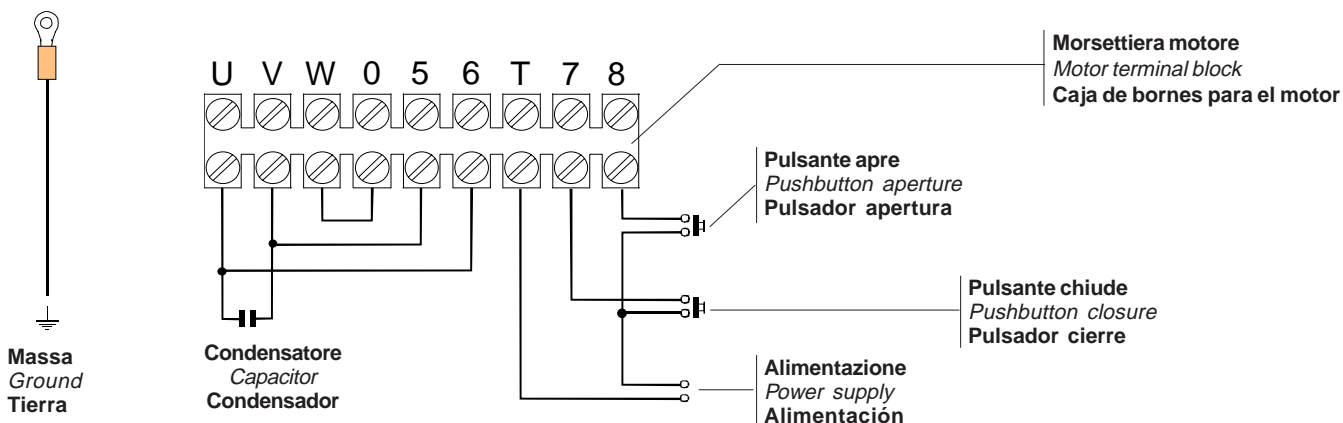 U V W 0 5 6 T 7 8
Morsettiera motore
Motor terminal block
Caja de bornes para el motor
Pulsante apre
Pushbutton aperture
Pulsador apertura
Pulsante chiude
Pushbutton closure
Pulsador cierre
Massa
Ground
Tierra
Condensatore
Capacitor
Condensador
Alimentazione
Power supply
Alimentación